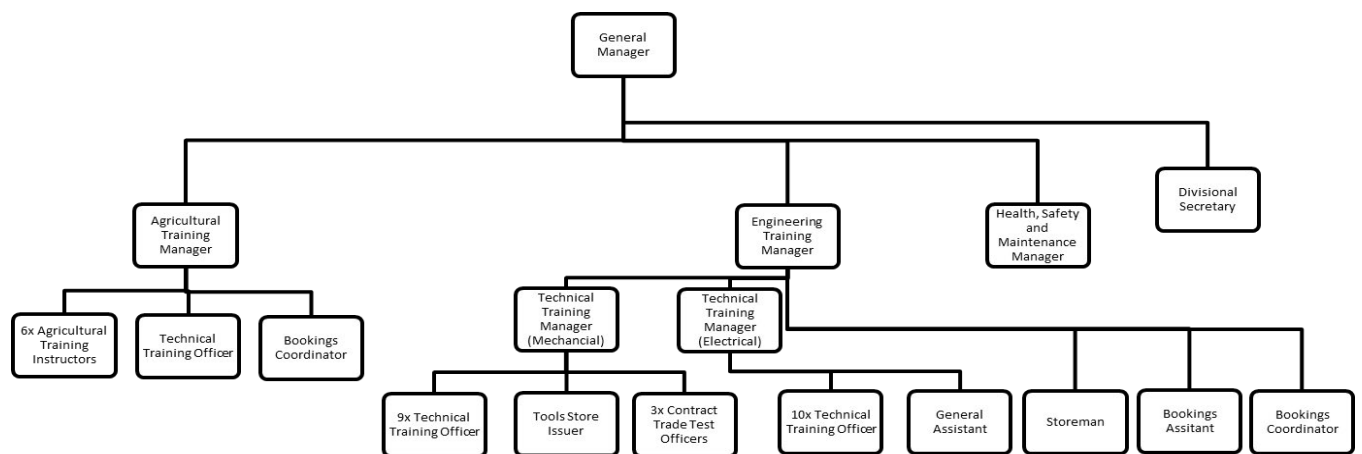 General
Manager
Divisional
Secretary
Agricultural
Training
Manager
Engineering
Training
Manager
Health, Safety
and
Maintenance
Manager
Technical
Training
Manager
(Mechancial)
Technical
Training
Manager
(Electrical)
6x Agricultural
Training
Instructors
Technical
Training Officer
Bookings
Coordinator
9x Technical
Training Officer
Tools Store
Issuer
3x Contract
Trade Test
Officers
10x Technical
Training Officer
General
Assistant
Storeman
Bookings
Assitant
Bookings
Coordinator